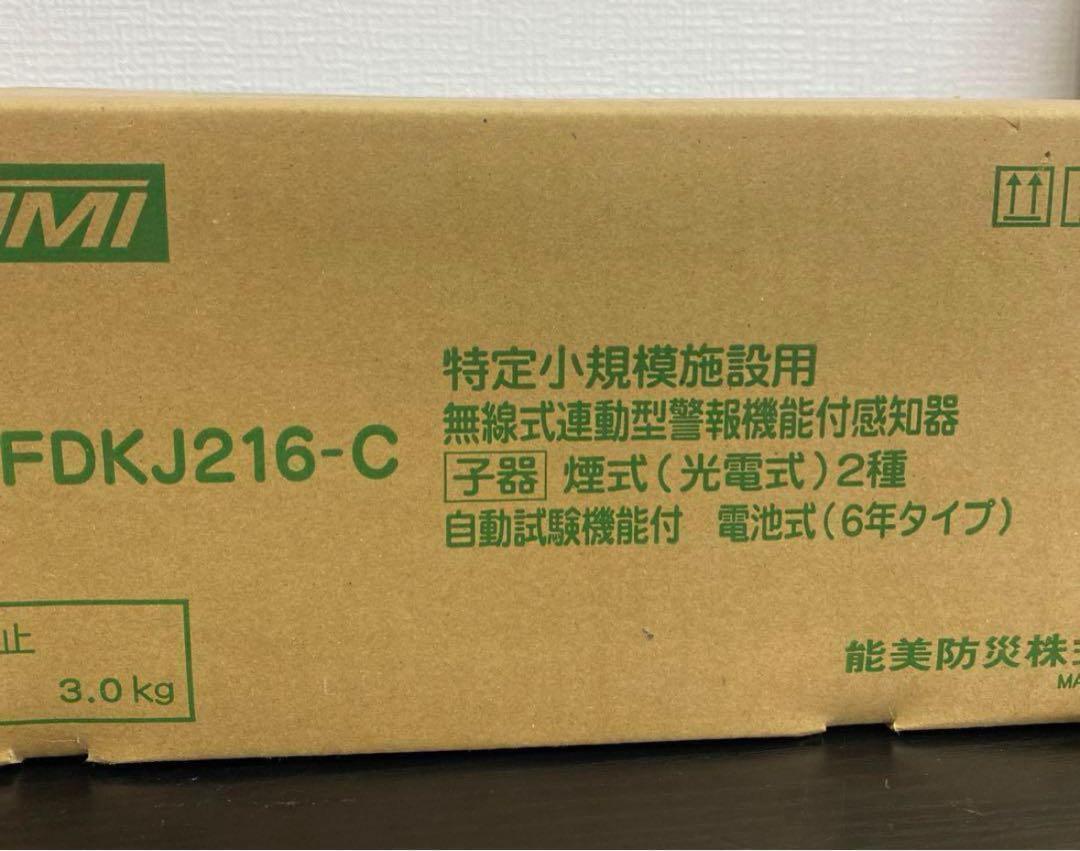 特定小規模施設用
FDKJ216-C
無線式連動型警報機能付感知器
子器 煙式(光電式)2種
自動試験機能付 電池式(6年タイプ)
止
3.0kg
能美防災株式
MA